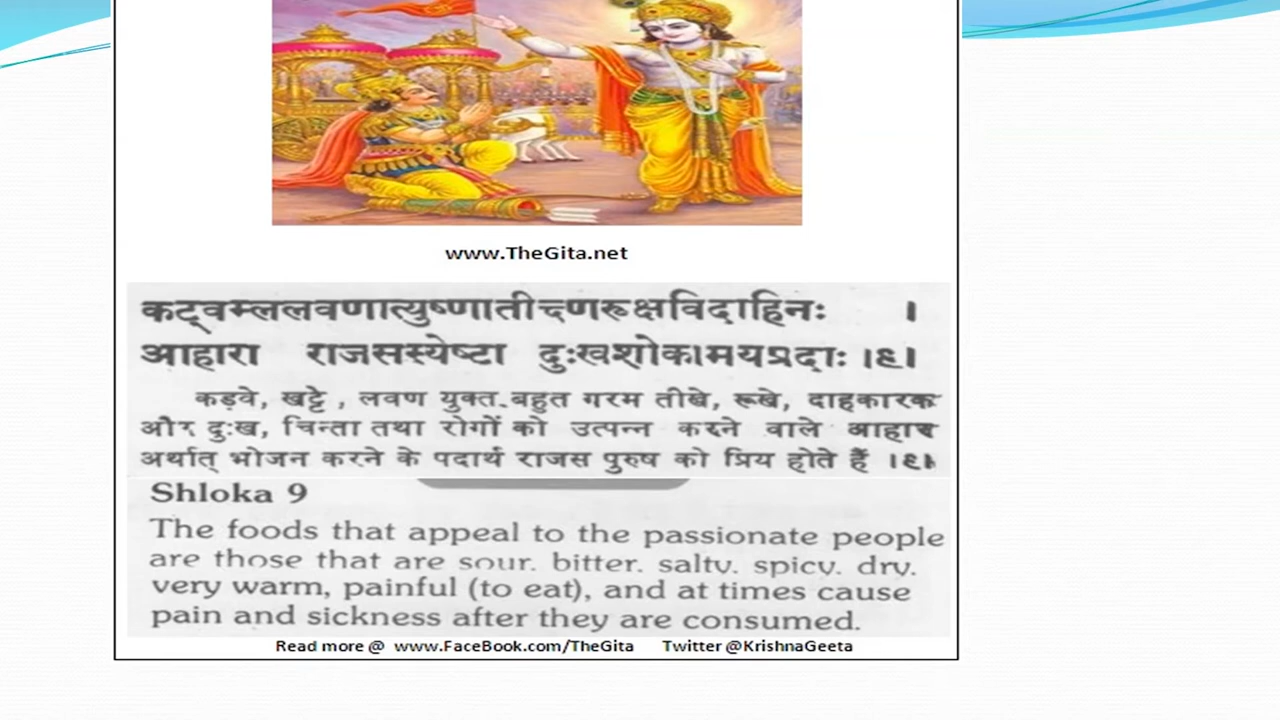 www.TheGita.net
कट्वम्ललवणात्युष्णातीक्ष्णरूक्षविदाहिनः ।
आहारा राजसस्येष्टा दुःखशोकामयप्रदाः ।९।
कड़वे, खट्टे, लवण युक्त बहुत गरम तीखे, रूखे, दाहकारक
और दुःख, चिन्ता तथा रोगों को उत्पन्न करने वाले आहार
अर्थात् भोजन करने के पदार्थ राजस पुरुष को प्रिय होते हैं ।९।
Shloka 9
The foods that appeal to the passionate people
are those that are sour, bitter, salty, spicy, dry,
very warm, painful (to eat), and at times cause
pain and sickness after they are consumed.
Read more @ www.FaceBook.com/TheGita Twitter @KrishnaGeeta